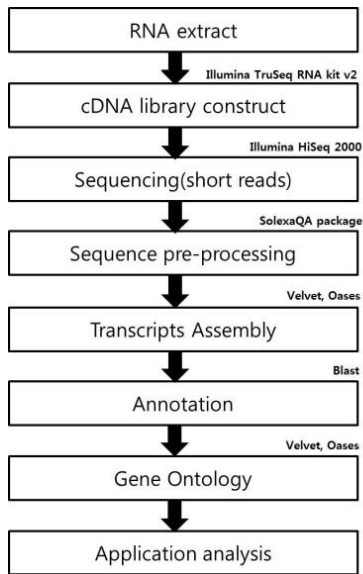 RNA extract
Illumina TruSeq RNA kit v2
cDNA library construct
Illumina HiSeq 2000
Sequencing(short reads)
SolexaQA package
Sequence pre-processing
Velvet, Oases
Transcripts Assembly
Blast
Annotation
Velvet, Oases
Gene Ontology
Application analysis